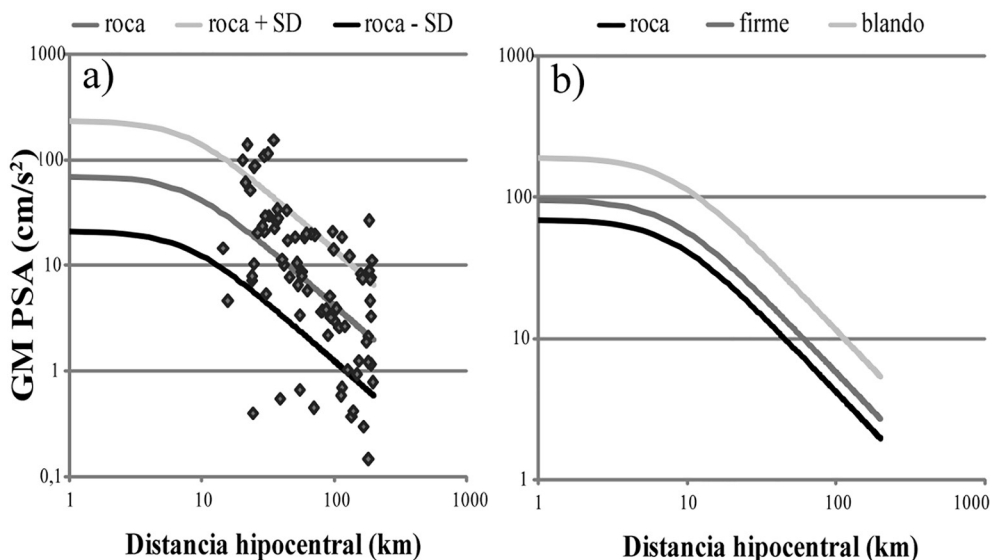 roca roca + SD roca - SD
a)
1000
100
10
1
0,1
GM PSA (cm/s²)
1 10 100 1000
Distancia hipocentral (km)
roca firme blando
b)
1000
100
10
1
1 10 100 1000
Distancia hipocentral (km)